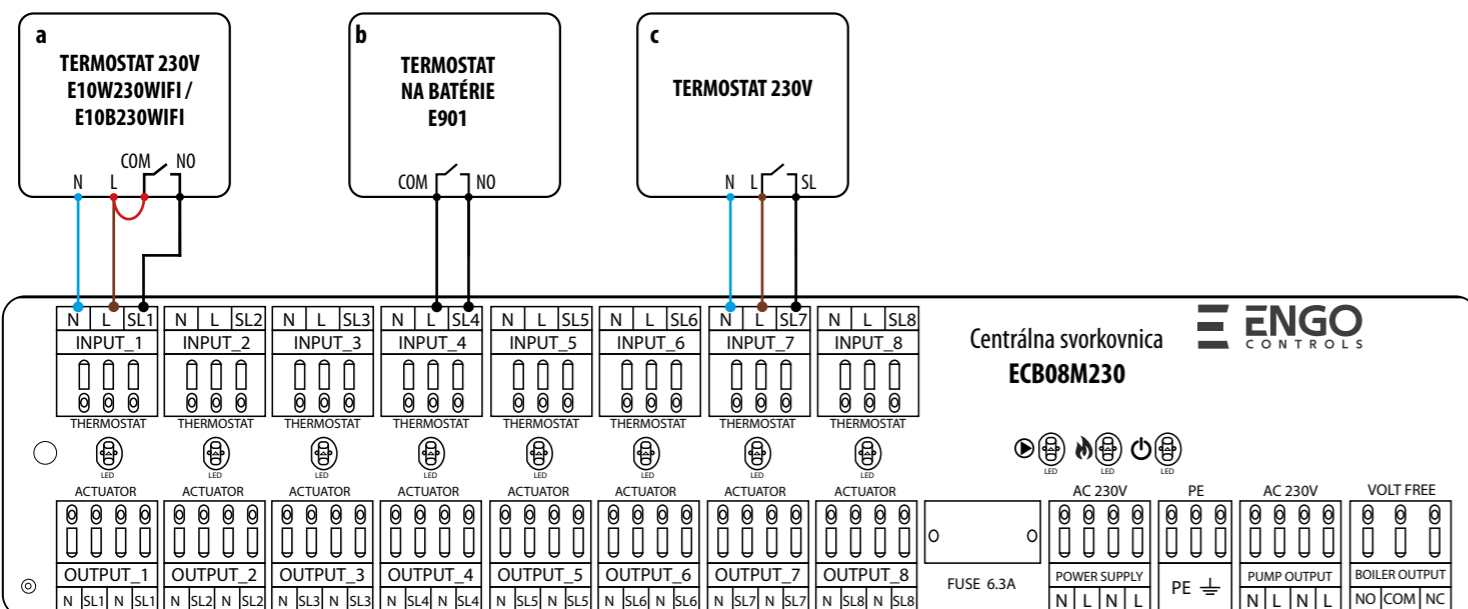 a
TERMOSTAT 230V
E10W230WIFI /
E10B230WIFI
COM NO
N L
b
TERMOSTAT
NA BATÉRIE
E901
COM NO
c
TERMOSTAT 230V
N L SL
N L SL1 N L SL2 N L SL3 N L SL4 N L SL5 N L SL6 N L SL7 N L SL8
INPUT_1 INPUT_2 INPUT_3 INPUT_4 INPUT_5 INPUT_6 INPUT_7 INPUT_8
THERMOSTAT THERMOSTAT THERMOSTAT THERMOSTAT THERMOSTAT THERMOSTAT THERMOSTAT THERMOSTAT
Centrálna svorkovnica
ECB08M230
ENGO
CONTROLS
LED LED LED LED LED LED LED LED LED LED LED
ACTUATOR ACTUATOR ACTUATOR ACTUATOR ACTUATOR ACTUATOR ACTUATOR ACTUATOR AC 230V PE AC 230V VOLT FREE
OUTPUT_1 OUTPUT_2 OUTPUT_3 OUTPUT_4 OUTPUT_5 OUTPUT_6 OUTPUT_7 OUTPUT_8 FUSE 6.3A POWER SUPPLY PE PUMP OUTPUT BOILER OUTPUT
N SL1 N SL1 N SL2 N SL2 N SL3 N SL3 N SL4 N SL4 N SL5 N SL5 N SL6 N SL6 N SL7 N SL7 N SL8 N SL8 N L N L N L N L NO COM NC